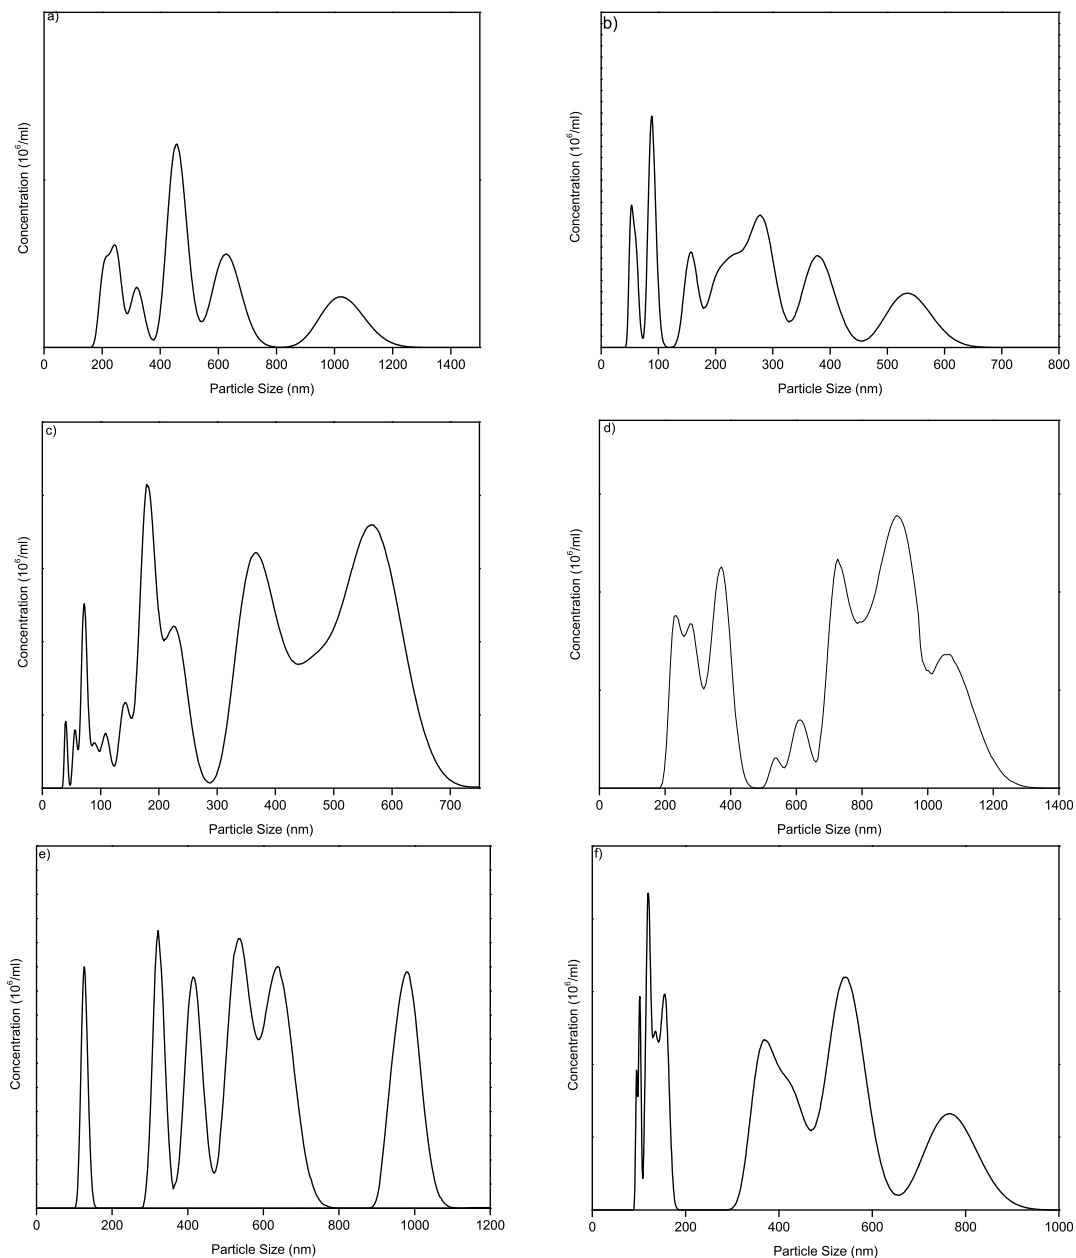 a)
Concentration (10⁶/ml)
0 200 400 600 800 1000 1200 1400
Particle Size (nm)
b)
Concentration (10⁶/ml)
0 100 200 300 400 500 600 700 800
Particle Size (nm)
c)
Concentration (10⁶/ml)
0 100 200 300 400 500 600 700
Particle Size (nm)
d)
Concentration (10⁶/ml)
0 200 400 600 800 1000 1200 1400
Particle Size (nm)
e)
Concentration (10⁶/ml)
0 200 400 600 800 1000 1200
Particle Size (nm)
f)
Concentration (10⁶/ml)
0 200 400 600 800 1000
Particle Size (nm)